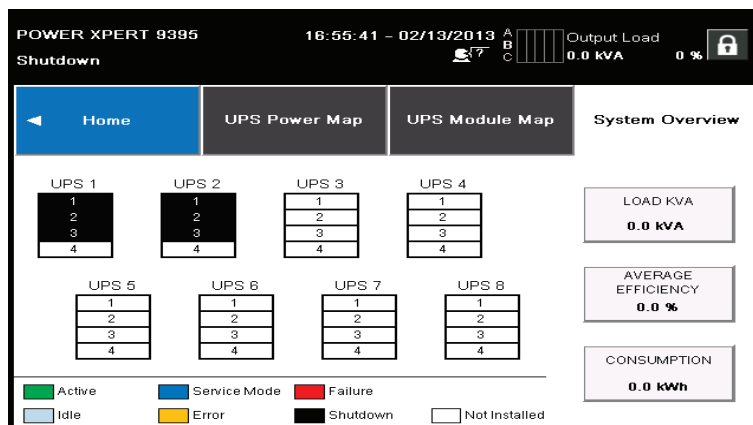 POWER XPERT 9395
16:55:41 - 02/13/2013
A
B
C
Output Load
Shutdown
?
0.0 kVA 0 %
Home
UPS Power Map
UPS Module Map
System Overview
UPS 1 UPS 2 UPS 3 UPS 4
1 1 1 1
2 2 2 2
3 3 3 3
4 4 4 4
LOAD KVA
0.0 kVA
UPS 5 UPS 6 UPS 7 UPS 8
1 1 1 1
2 2 2 2
3 3 3 3
4 4 4 4
AVERAGE
EFFICIENCY
0.0 %
CONSUMPTION
0.0 kWh
Active Service Mode Failure
Idle Error Shutdown Not Installed